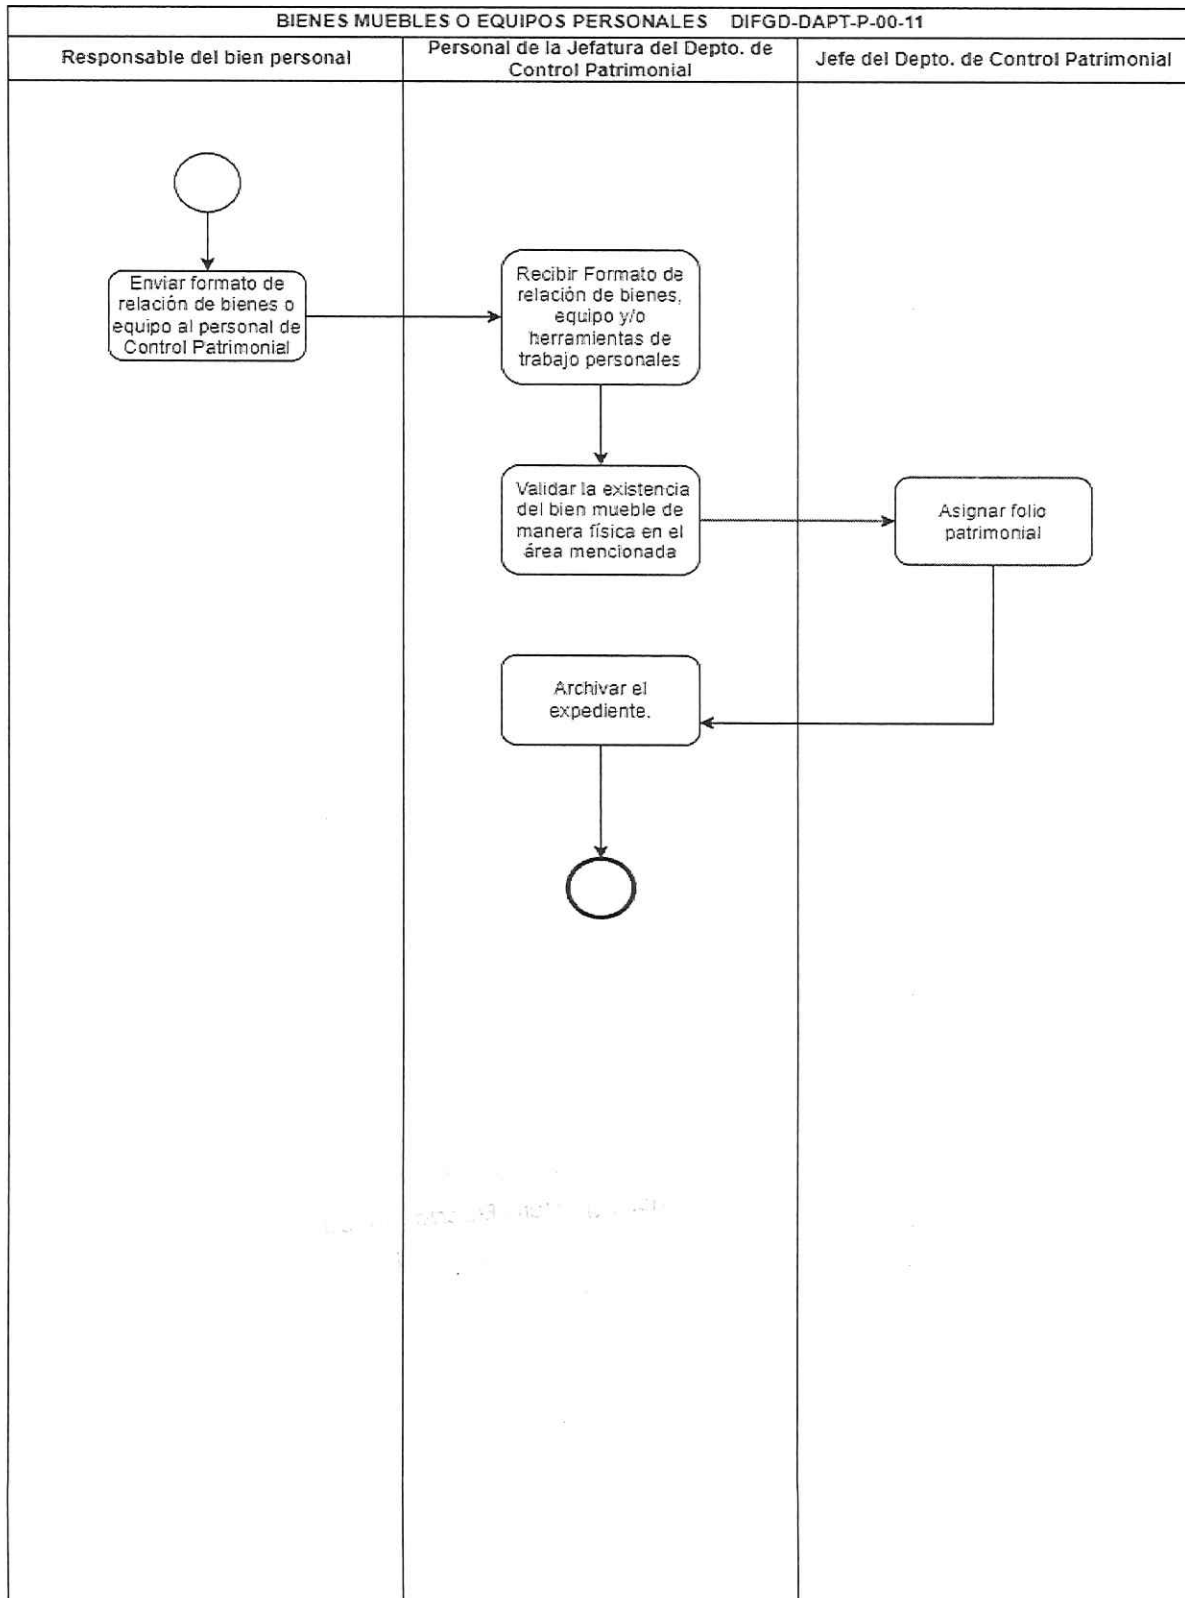 BIENES MUEBLES O EQUIPOS PERSONALES DIFGD-DAPT-P-00-11
Responsable del bien personal
Personal de la Jefatura del Depto. de
Control Patrimonial
Jefe del Depto. de Control Patrimonial
Enviar formato de
relación de bienes o
equipo al personal de
Control Patrimonial
Recibir Formato de
relación de bienes,
equipo y/o
herramientas de
trabajo personales
Validar la existencia
del bien mueble de
manera física en el
área mencionada
Asignar folio
patrimonial
Archivar el
expediente.